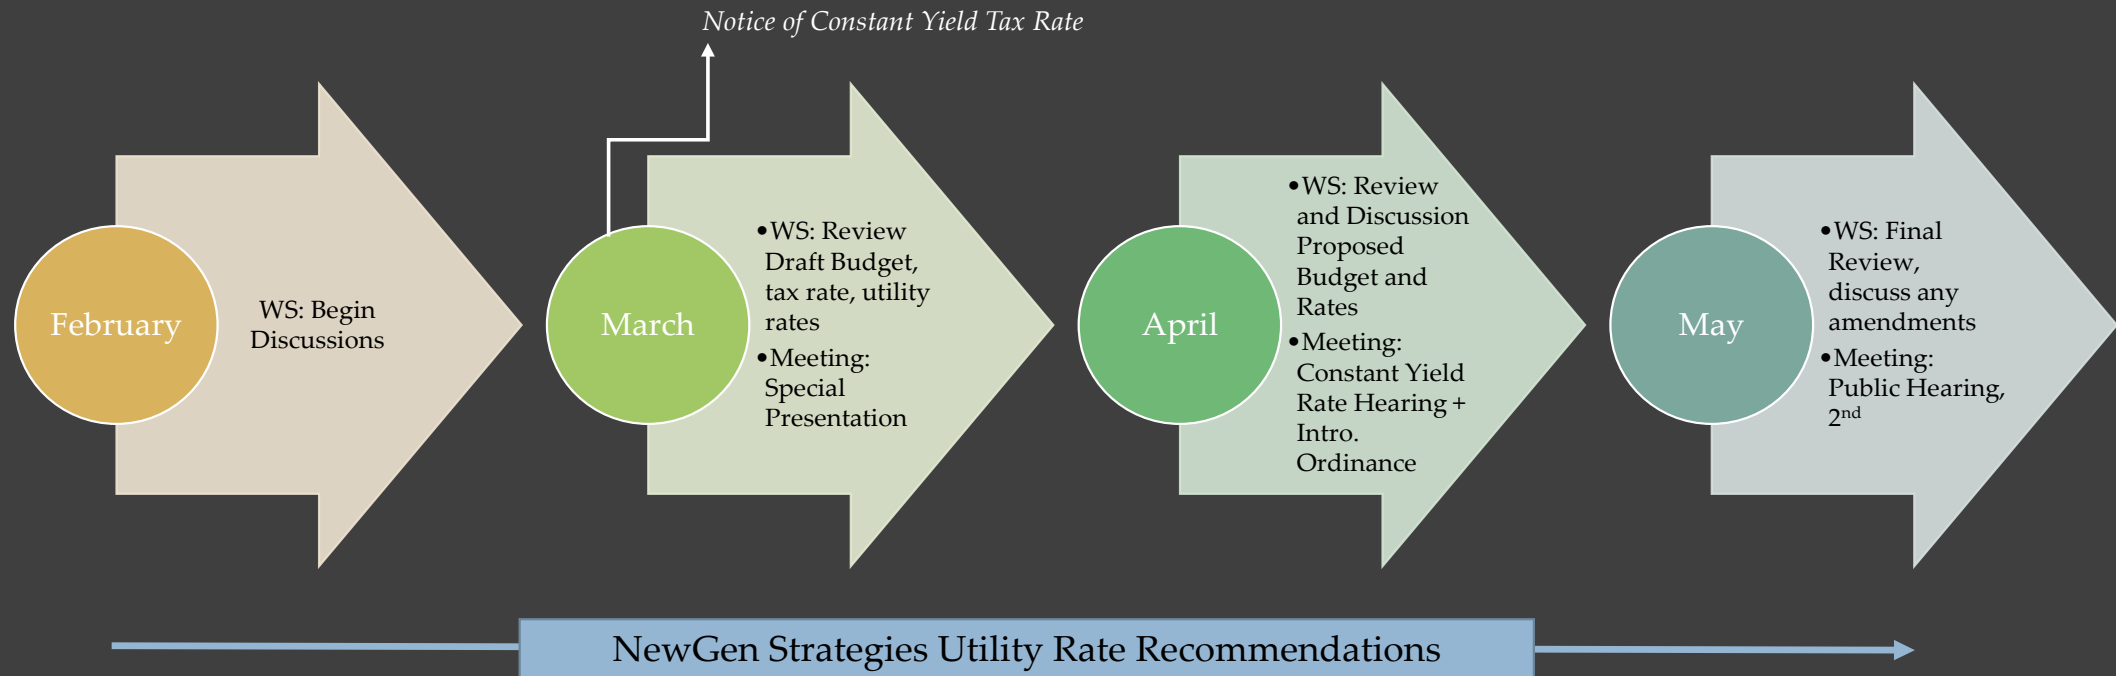 Notice of Constant Yield Tax Rate
February
WS: Begin
Discussions
March
•WS: Review
Draft Budget,
tax rate, utility
rates
•Meeting:
Special
Presentation
April
•WS: Review
and Discussion
Proposed
Budget and
Rates
•Meeting:
Constant Yield
Rate Hearing +
Intro.
Ordinance
May
•WS: Final
Review,
discuss any
amendments
•Meeting:
Public Hearing,
2nd
NewGen Strategies Utility Rate Recommendations